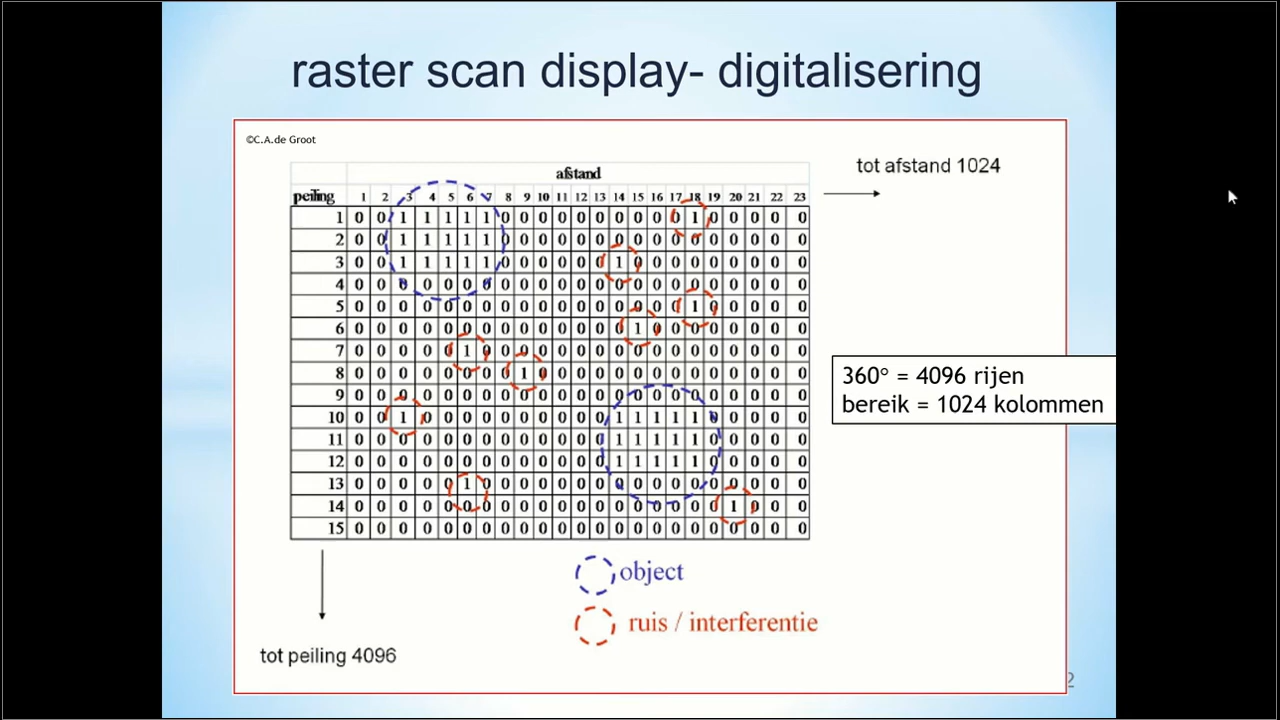 raster scan display- digitalisering
©C.A.de Groot
tot afstand 1024
afstand
peiling 1 2 3 4 5 6 7 8 9 10 11 12 13 14 15 16 17 18 19 20 21 22 23
1 0 0 1 1 1 1 1 0 0 0 0 0 0 0 0 0 0 1 0 0 0 0 0
2 0 0 1 1 1 1 1 0 0 0 0 0 0 0 0 0 0 0 0 0 0 0 0
3 0 0 1 1 1 1 1 0 0 0 0 0 0 1 0 0 0 0 0 0 0 0 0
4 0 0 0 0 0 0 0 0 0 0 0 0 0 0 0 0 0 0 0 0 0 0 0
5 0 0 0 0 0 0 0 0 0 0 0 0 0 0 0 0 0 1 0 0 0 0 0
6 0 0 0 0 0 0 0 0 0 0 0 0 0 0 1 0 0 0 0 0 0 0 0
7 0 0 0 0 0 1 0 0 0 0 0 0 0 0 0 0 0 0 0 0 0 0 0
8 0 0 0 0 0 0 0 0 1 0 0 0 0 0 0 0 0 0 0 0 0 0 0
9 0 0 0 0 0 0 0 0 0 0 0 0 0 0 0 0 0 0 0 0 0 0 0
10 0 0 1 0 0 0 0 0 0 0 0 0 0 1 1 1 1 1 0 0 0 0 0
11 0 0 0 0 0 0 0 0 0 0 0 0 0 1 1 1 1 1 0 0 0 0 0
12 0 0 0 0 0 0 0 0 0 0 0 0 0 1 1 1 1 1 0 0 0 0 0
13 0 0 0 0 0 1 0 0 0 0 0 0 0 0 0 0 0 0 0 0 0 0 0
14 0 0 0 0 0 0 0 0 0 0 0 0 0 0 0 0 0 0 0 1 0 0 0
15 0 0 0 0 0 0 0 0 0 0 0 0 0 0 0 0 0 0 0 0 0 0 0
360° = 4096 rijen
bereik = 1024 kolommen
object
ruis / interferentie
tot peiling 4096
2